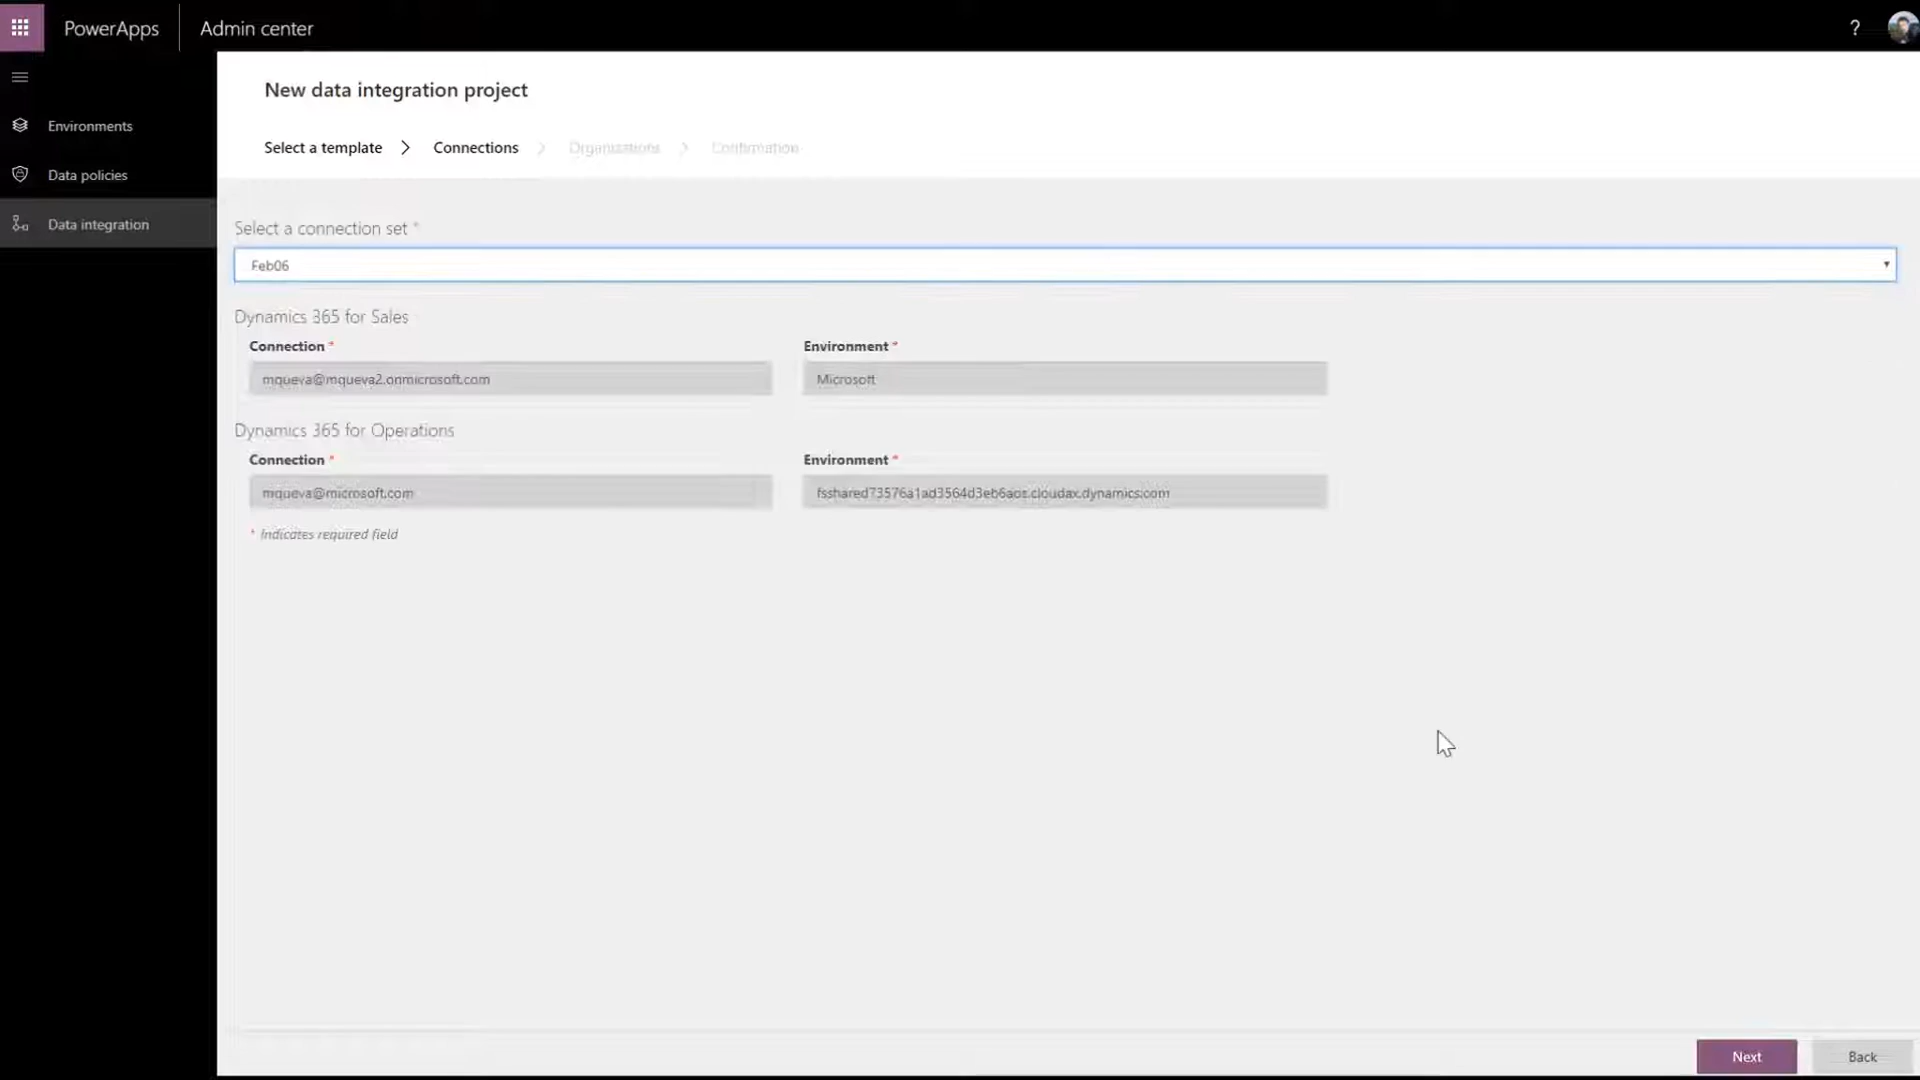 PowerApps
Admin center
?
New data integration project
Select a template
Connections
Organizations
Confirmation
Environments
Data policies
Data integration
Select a connection set *
Feb06
Dynamics 365 for Sales
Connection *
Environment *
mqueva@mqueva2.onmicrosoft.com
Microsoft
Dynamics 365 for Operations
Connection *
Environment *
mqueva@microsoft.com
fsshared73576a1ad3564d3eb6aos.cloudax.dynamics.com
* Indicates required field
Next
Back